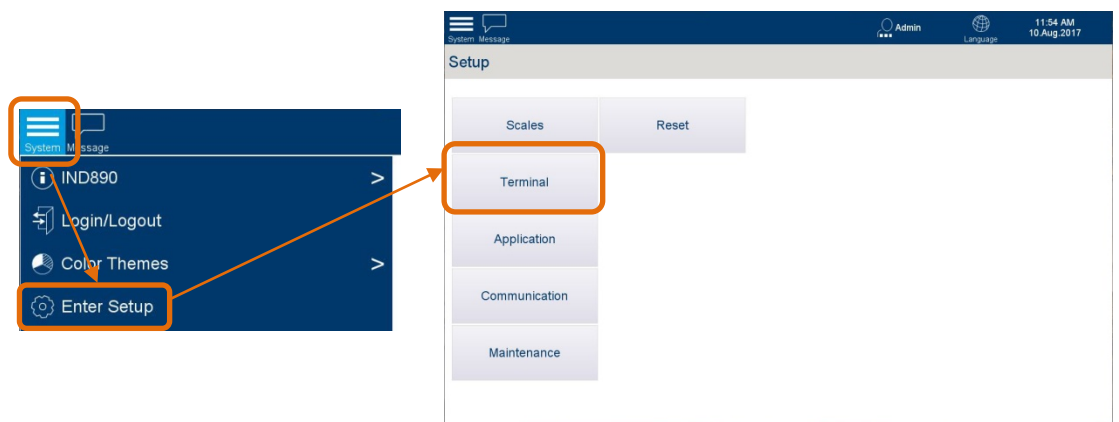 System Message
IND890 >
Login/Logout
Color Themes >
Enter Setup
System Message
Admin
Language
11:54 AM
10.Aug.2017
Setup
Scales
Reset
Terminal
Application
Communication
Maintenance